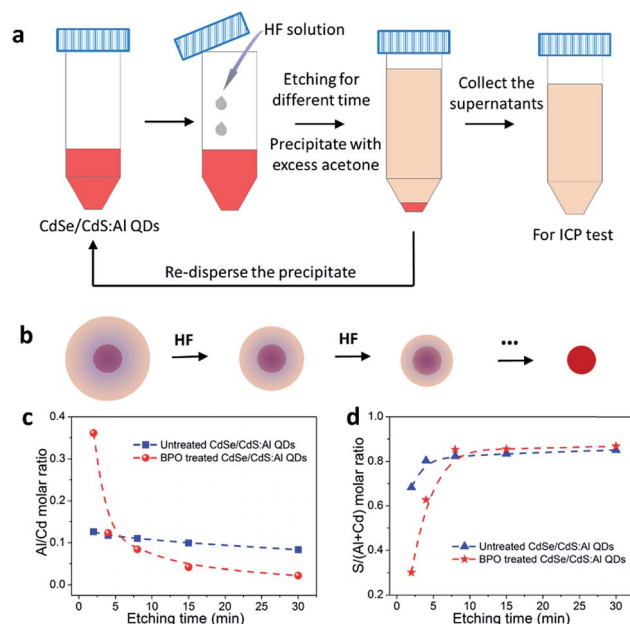 a
HF solution
Etching for
different time
Precipitate with
excess acetone
Collect the
supernatants
CdSe/CdS:Al QDs
For ICP test
Re-disperse the precipitate
b
HF
HF
...
c
0.4
0.3
0.2
0.1
0.0
Al/Cd molar ratio
Untreated CdSe/CdS:Al QDs
BPO treated CdSe/CdS:Al QDs
0 5 10 15 20 25 30
Etching time (min)
d
1.0
0.8
0.6
0.4
0.2
S/(Al+Cd) molar ratio
Untreated CdSe/CdS:Al QDs
BPO treated CdSe/CdS:Al QDs
0 5 10 15 20 25 30
Etching time (min)